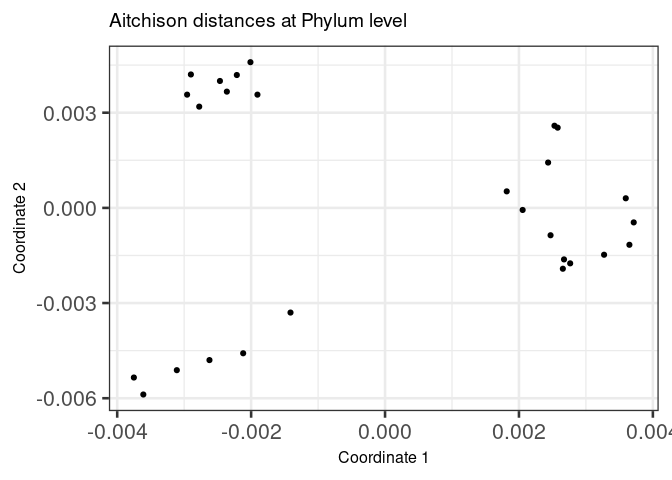 Aitchison distances at Phylum level
Coordinate 2
0.003
0.000
-0.003
-0.006
-0.004 -0.002 0.000 0.002 0.004
Coordinate 1